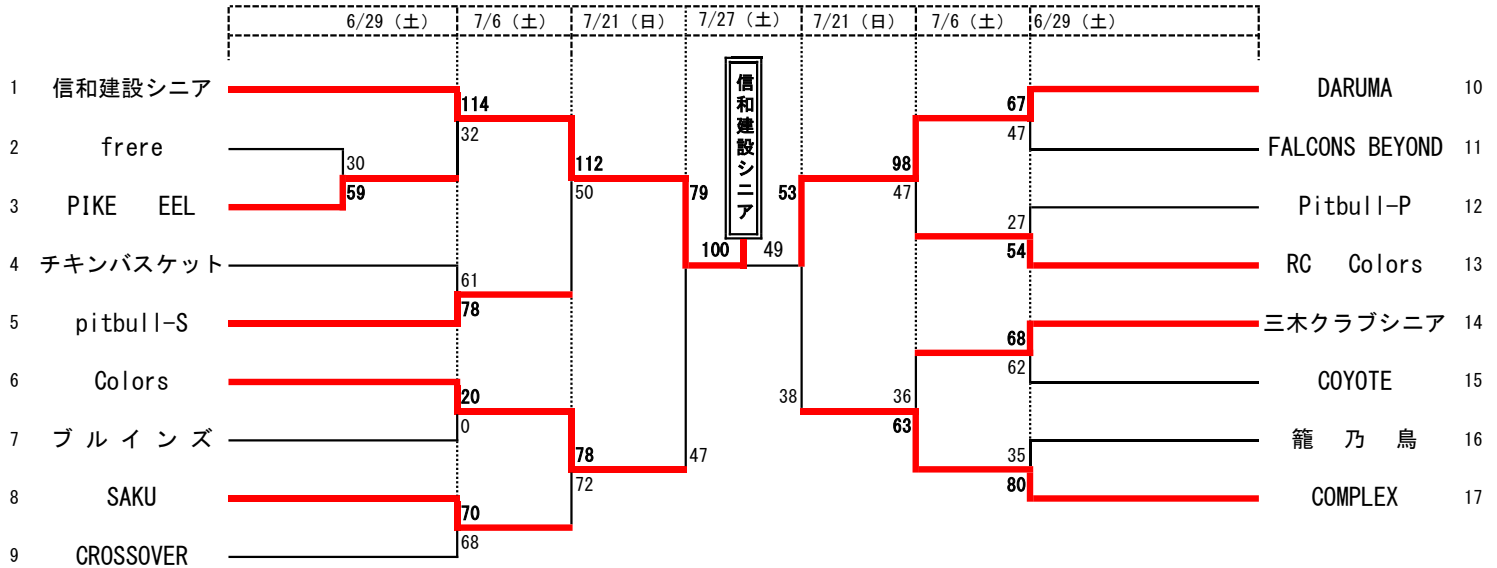 6/29（土） 7/6（土） 7/21（日） 7/27（土） 7/21（日） 7/6（土） 6/29（土）
信和建設シニア
1 信和建設シニア
114
32
2 frere
30
59
3 PIKE EEL
112
50
4 チキンバスケット
61
78
5 pitbull-S
6 Colors
20
0
7 ブルインズ
78
72
8 SAKU
70
68
9 CROSSOVER
79
47
100 49
53
38
98
47
36
63
67
47
DARUMA 10
FALCONS BEYOND 11
27
54
Pitbull-P 12
RC Colors 13
68
62
三木クラブシニア 14
COYOTE 15
35
80
籠乃鳥 16
COMPLEX 17